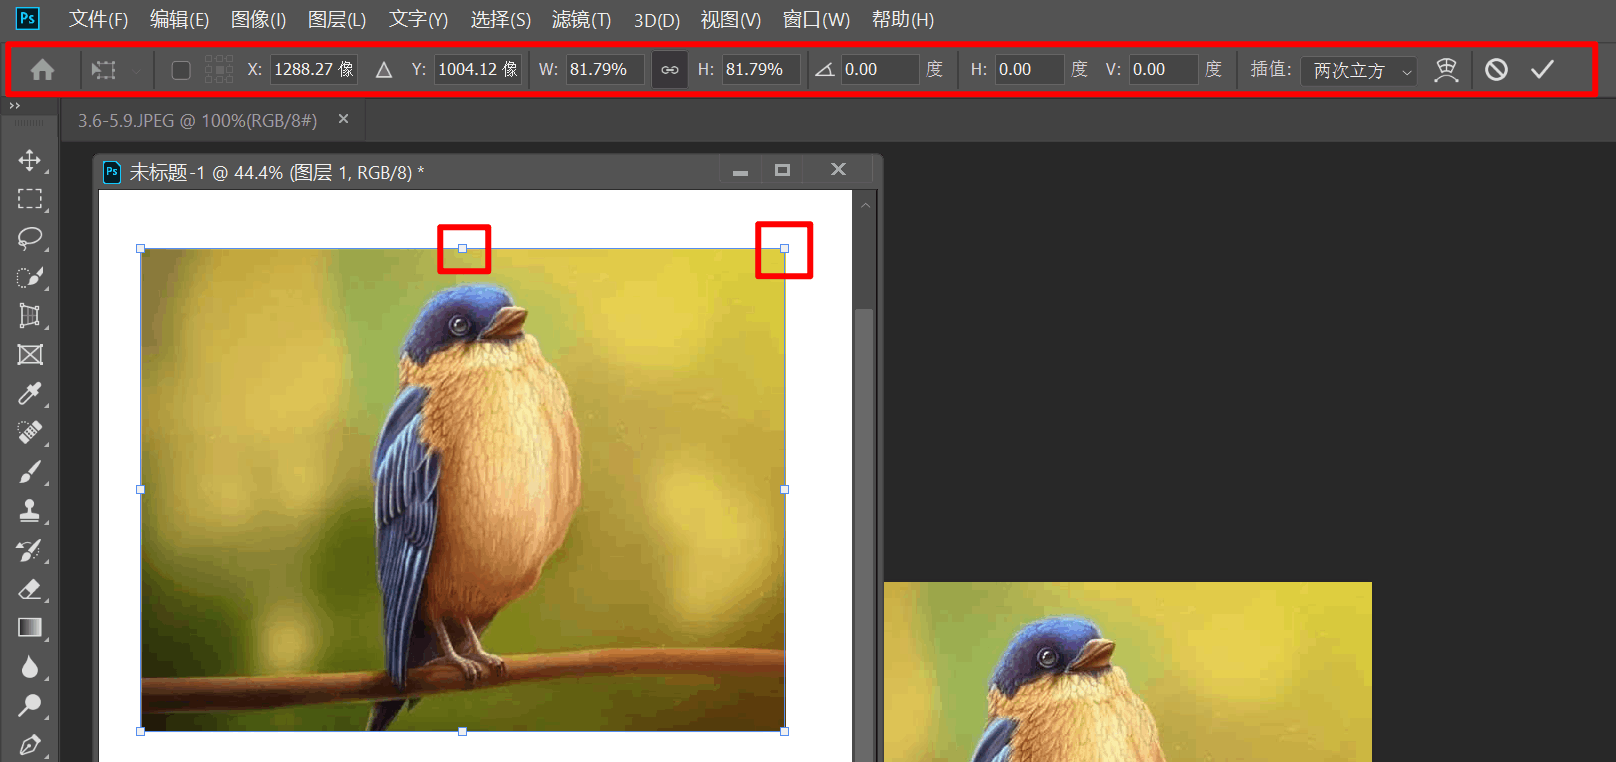 Ps 文件(F) 编辑(E) 图像(I) 图层(L) 文字(Y) 选择(S) 滤镜(T) 3D(D) 视图(V) 窗口(W) 帮助(H)
X: 1288.27 像 Y: 1004.12 像 W: 81.79% H: 81.79% 0.00 度 H: 0.00 度 V: 0.00 度 插值: 两次立方
3.6-5.9.JPEG @ 100%(RGB/8#)
Ps 未标题-1 @ 44.4% (图层 1, RGB/8) *